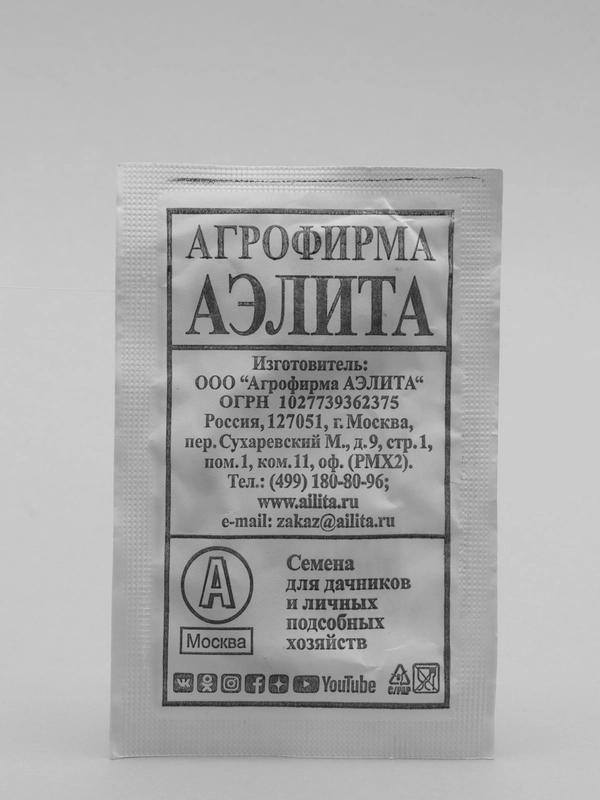 АГРОФИРМА
АЭЛИТА
Изготовитель:
ООО “Агрофирма АЭЛИТА“
ОГРН 1027739362375
Россия, 127051, г. Москва,
пер. Сухаревский М., д. 9, стр. 1,
пом. 1, ком. 11, оф. (РМХ2).
Тел.: (499) 180-80-96;
www.ailita.ru
e-mail: zakaz@ailita.ru
А
Москва
Семена
для дачников
и личных
подсобных
хозяйств
YouTube
C/PAP